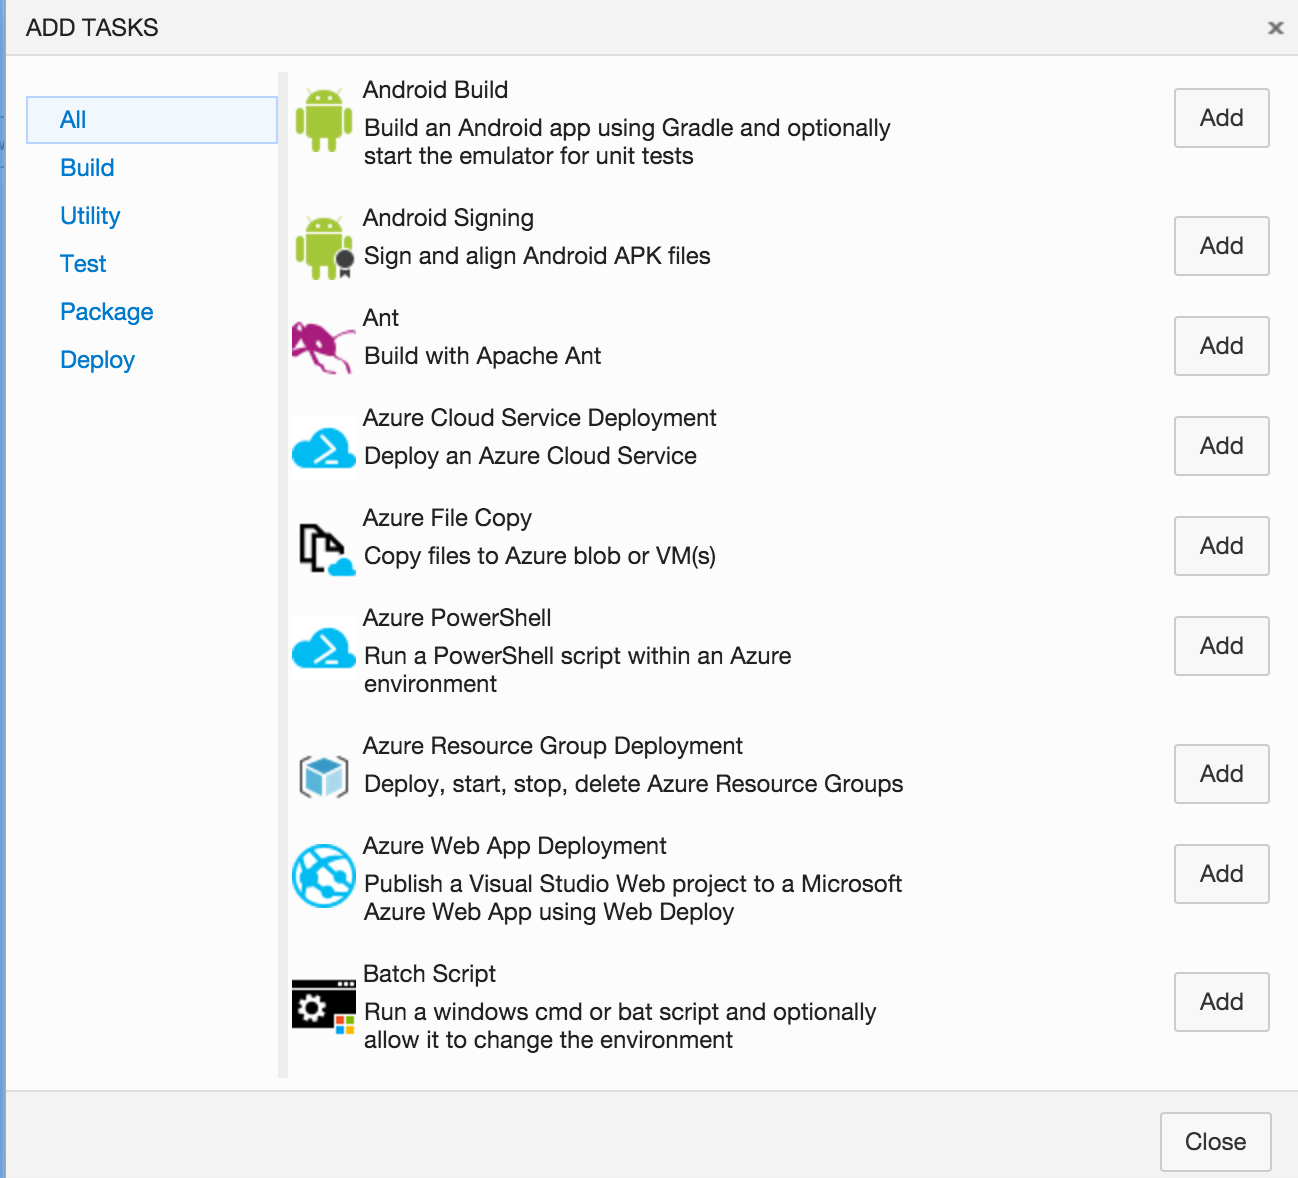 ADD TASKS
All
Build
Utility
Test
Package
Deploy
Android Build
Build an Android app using Gradle and optionally
start the emulator for unit tests
Add
Android Signing
Sign and align Android APK files
Add
Ant
Build with Apache Ant
Add
Azure Cloud Service Deployment
Deploy an Azure Cloud Service
Add
Azure File Copy
Copy files to Azure blob or VM(s)
Add
Azure PowerShell
Run a PowerShell script within an Azure
environment
Add
Azure Resource Group Deployment
Deploy, start, stop, delete Azure Resource Groups
Add
Azure Web App Deployment
Publish a Visual Studio Web project to a Microsoft
Azure Web App using Web Deploy
Add
Batch Script
Run a windows cmd or bat script and optionally
allow it to change the environment
Add
Close